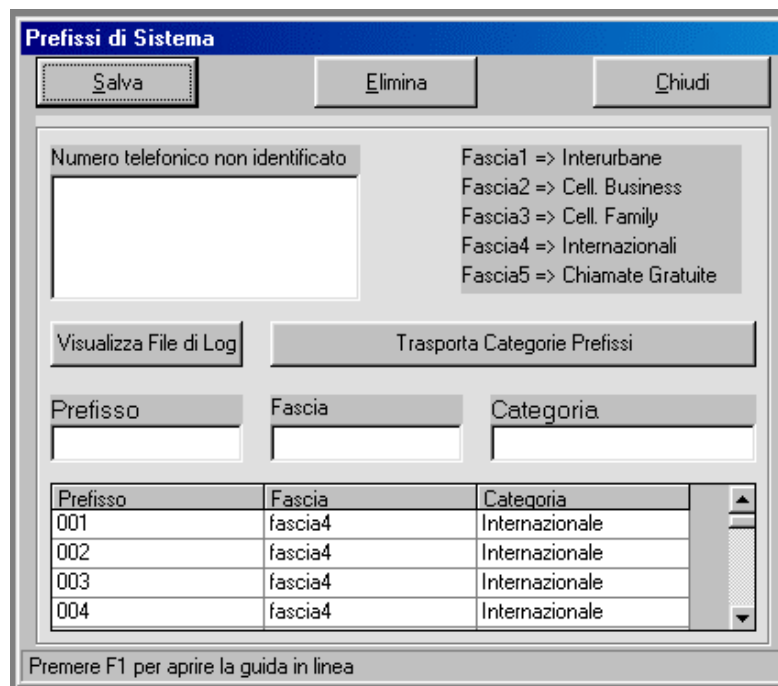 Prefissi di Sistema
Salva Elimina Chiudi
Numero telefonico non identificato
Fascia1 => Interurbane
Fascia2 => Cell. Business
Fascia3 => Cell. Family
Fascia4 => Internazionali
Fascia5 => Chiamate Gratuite
Visualizza File di Log Trasporta Categorie Prefissi
Prefisso Fascia Categoria
Prefisso Fascia Categoria
001 fascia4 Internazionale
002 fascia4 Internazionale
003 fascia4 Internazionale
004 fascia4 Internazionale
Premere F1 per aprire la guida in linea